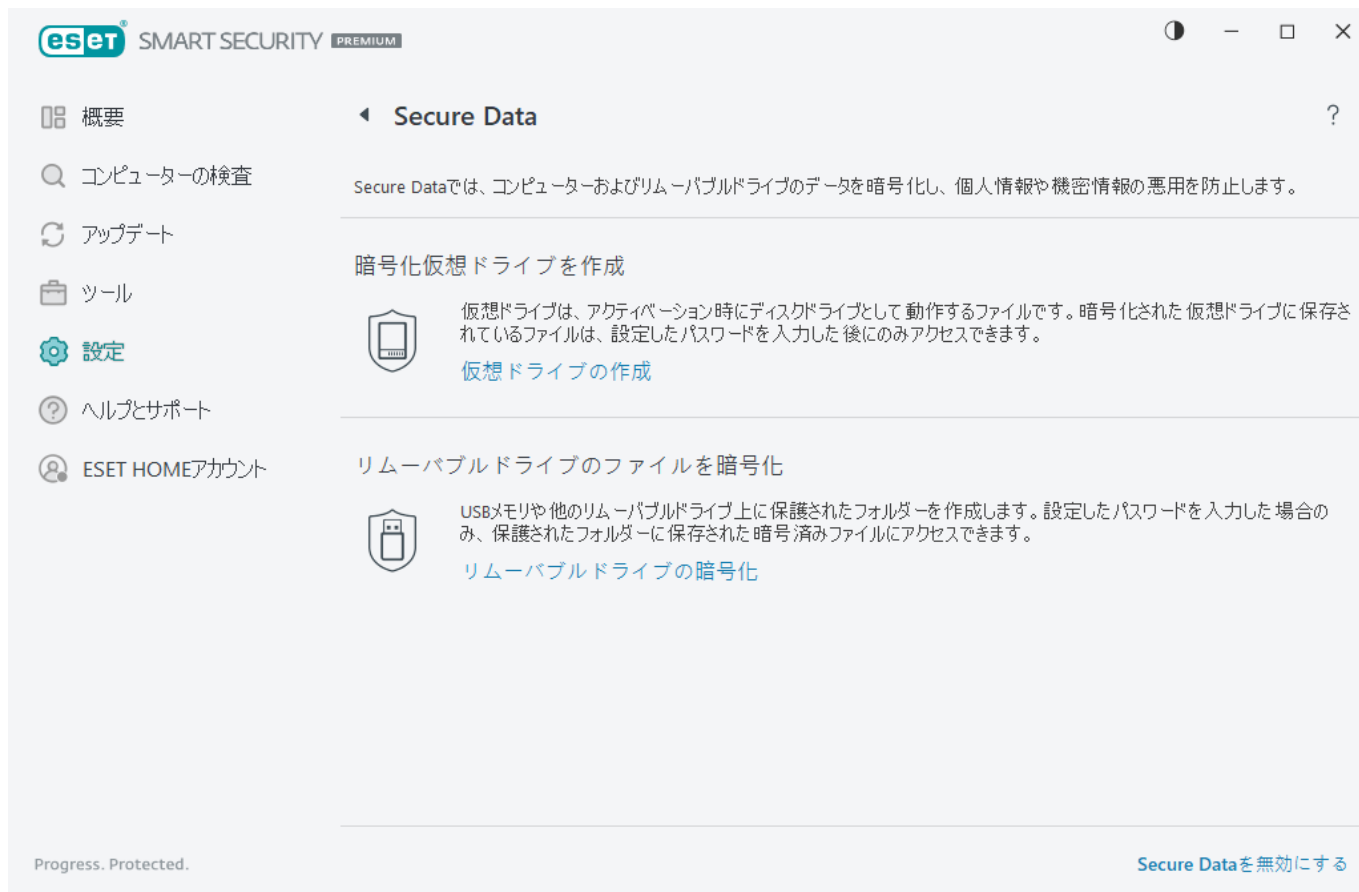 eset® SMART SECURITY PREMIUM
概要
コンピューターの検査
アップデート
ツール
設定
ヘルプとサポート
ESET HOMEアカウント
Secure Data
?
Secure Dataでは、コンピューターおよびリムーバブルドライブのデータを暗号化し、個人情報や機密情報の悪用を防止します。
暗号化仮想ドライブを作成
仮想ドライブは、アクティベーション時にディスクドライブとして動作するファイルです。暗号化された仮想ドライブに保存さ
れているファイルは、設定したパスワードを入力した後にのみアクセスできます。
仮想ドライブの作成
リムーバブルドライブのファイルを暗号化
USBメモリや他のリムーバブルドライブ上に保護されたフォルダーを作成します。設定したパスワードを入力した場合の
み、保護されたフォルダーに保存された暗号済みファイルにアクセスできます。
リムーバブルドライブの暗号化
Progress. Protected.
Secure Dataを無効にする